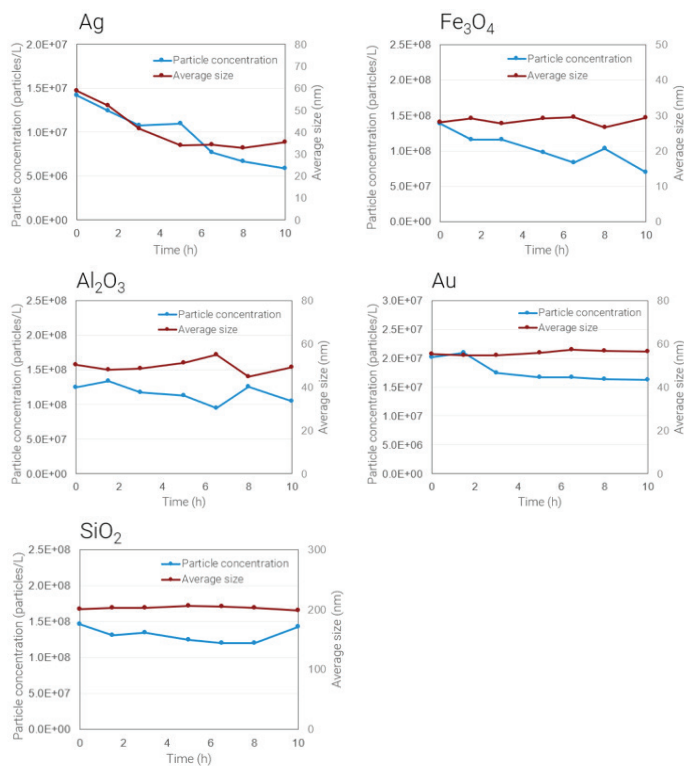 Ag
Particle concentration (particles/L)
2.0E+07
1.5E+07
1.0E+07
5.0E+06
0.0E+00
Particle concentration
Average size
80
70
60
50
40
30
20
10
0
Average size (nm)
0 2 4 6 8 10
Time (h)
Fe₃O₄
Particle concentration (particles/L)
2.5E+08
2.0E+08
1.5E+08
1.0E+08
5.0E+07
0.0E+00
Particle concentration
Average size
50
40
30
20
10
0
Average size (nm)
0 2 4 6 8 10
Time (h)
Al₂O₃
Particle concentration (particles/L)
2.5E+08
2.0E+08
1.5E+08
1.0E+08
5.0E+07
0.0E+00
Particle concentration
Average size
80
60
40
20
0
Average size (nm)
0 2 4 6 8 10
Time (h)
Au
Particle concentration (particles/L)
3.0E+07
2.5E+07
2.0E+07
1.5E+07
1.0E+07
5.0E+06
0.0E+00
Particle concentration
Average size
80
60
40
20
0
Average size (nm)
0 2 4 6 8 10
Time (h)
SiO₂
Particle concentration (particles/L)
2.5E+08
2.0E+08
1.5E+08
1.0E+08
5.0E+07
0.0E+00
Particle concentration
Average size
300
200
100
0
Average size (nm)
0 2 4 6 8 10
Time (h)